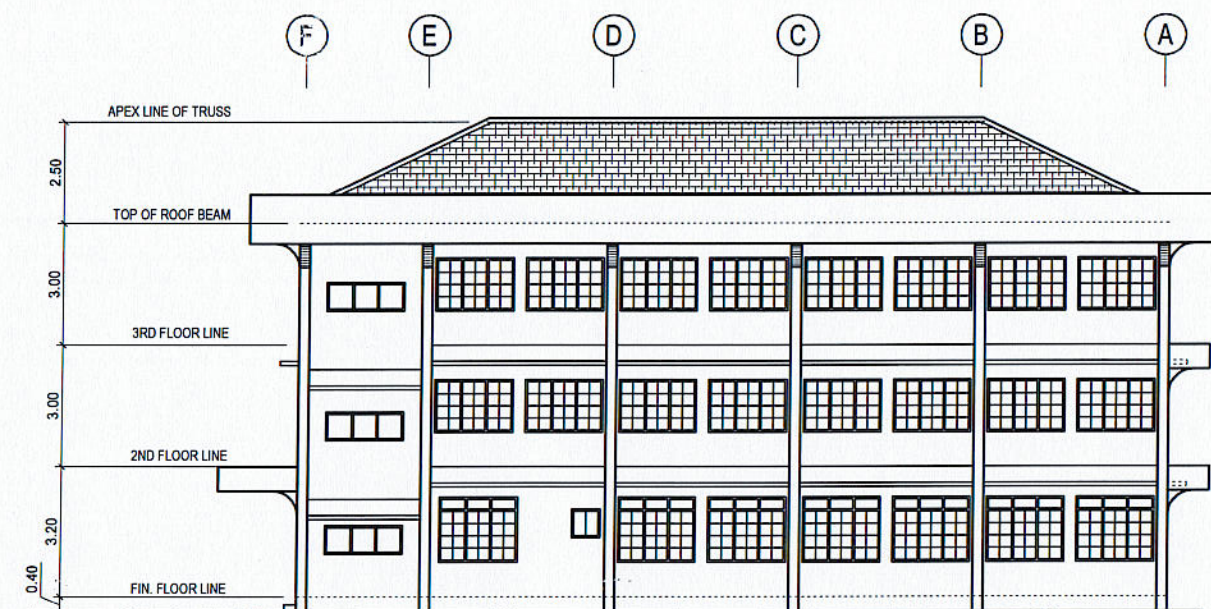 F E D C B A
APEX LINE OF TRUSS
2.50
TOP OF ROOF BEAM
3.00
3RD FLOOR LINE
3.00
2ND FLOOR LINE
3.20
0.40
FIN. FLOOR LINE